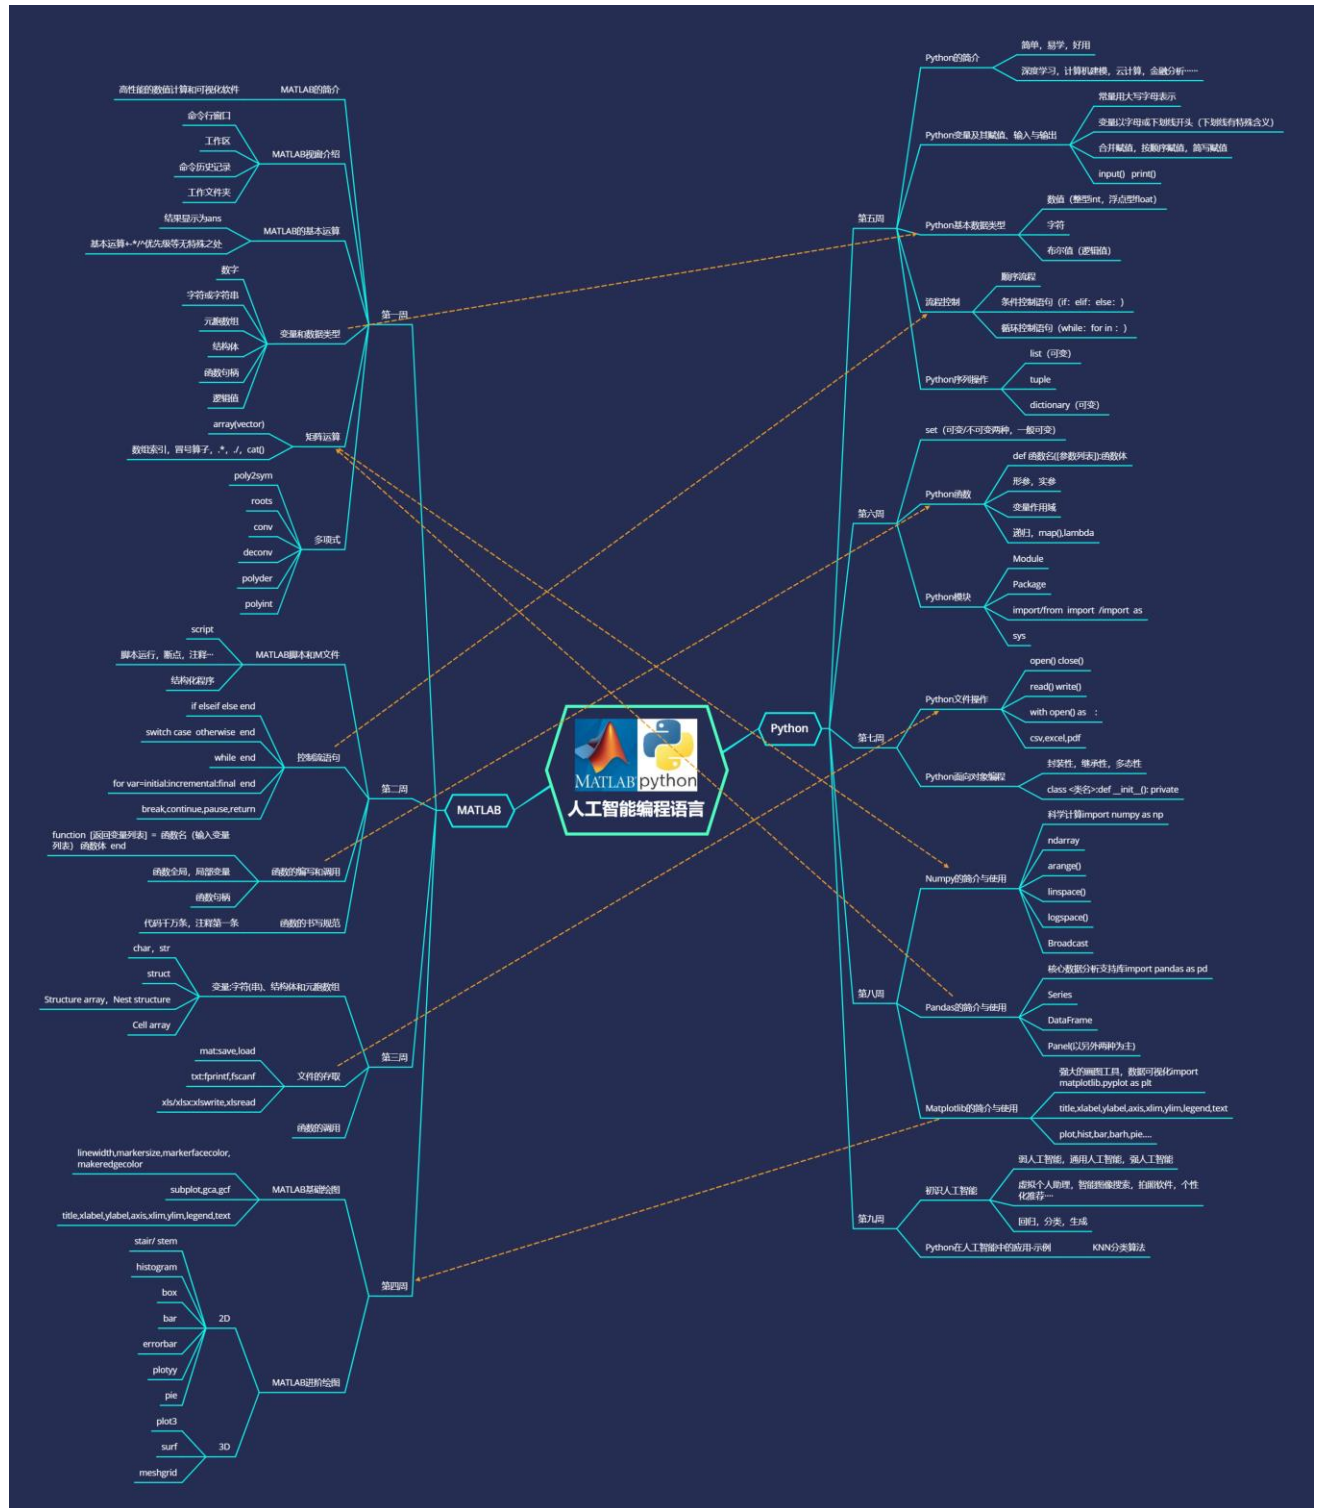 MATLAB python
人工智能编程语言
MATLAB
第一周
MATLAB的简介
高性能的数值计算和可视化软件
MATLAB视窗介绍
命令行窗口
工作区
命令历史记录
工作文件夹
MATLAB的基本运算
结果显示为ans
基本运算+-*/^优先级等无特殊之处
变量和数据类型
数字
字符或字符串
元胞数组
结构体
函数句柄
逻辑值
矩阵运算
array(vector)
数组索引，冒号算子，.*，./，cat()
多项式
poly2sym
roots
conv
deconv
polyder
polyint
第二周
MATLAB脚本和M文件
script
脚本运行，断点，注释…
结构化程序
控制流语句
if elseif else end
switch case otherwise end
while end
for var=initial:incremental:final end
break,continue,pause,return
函数的编写和调用
function [返回变量列表] = 函数名（输入变量
列表） 函数体 end
函数全局，局部变量
函数句柄
函数的书写规范
代码千万条，注释第一条
第三周
变量:字符(串)、结构体和元胞数组
char，str
struct
Structure array，Nest structure
Cell array
文件的存取
mat:save,load
txt:fprintf,fscanf
xls/xlsx:xlswrite,xlsread
函数的调用
第四周
MATLAB基础绘图
linewidth,markersize,markerfacecolor,
makeredgecolor
subplot,gca,gcf
title,xlabel,ylabel,axis,xlim,ylim,legend,text
MATLAB进阶绘图
2D
stair/ stem
histogram
box
bar
errorbar
plotyy
pie
3D
plot3
surf
meshgrid
Python
第五周
Python的简介
简单，易学，好用
深度学习，计算机建模，云计算，金融分析……
Python变量及其赋值、输入与输出
常量用大写字母表示
变量以字母或下划线开头（下划线有特殊含义）
合并赋值，按顺序赋值，简写赋值
input() print()
Python基本数据类型
数值（整型int，浮点型float）
字符
布尔值（逻辑值）
流程控制
顺序流程
条件控制语句（if：elif：else：）
循环控制语句（while：for in：）
Python序列操作
list（可变）
tuple
dictionary（可变）
第六周
set（可变/不可变两种，一般可变）
Python函数
def 函数名([参数列表]):函数体
形参，实参
变量作用域
递归，map(),lambda
Python模块
Module
Package
import/from import /import as
sys
第七周
Python文件操作
open() close()
read() write()
with open() as ：
csv,excel,pdf
Python面向对象编程
封装性，继承性，多态性
class <类名>:def __init__(): private
第八周
Numpy的简介与使用
科学计算import numpy as np
ndarray
arange()
linspace()
logspace()
Broadcast
Pandas的简介与使用
核心数据分析支持库import pandas as pd
Series
DataFrame
Panel(以另外两种为主)
Matplotlib的简介与使用
强大的画图工具，数据可视化import
matplotlib.pyplot as plt
title,xlabel,ylabel,axis,xlim,ylim,legend,text
plot,hist,bar,barh,pie....
第九周
初识人工智能
弱人工智能，通用人工智能，强人工智能
虚拟个人助理，智能图像搜索，拍照软件，个性
化推荐…
回归，分类，生成
Python在人工智能中的应用-示例
KNN分类算法